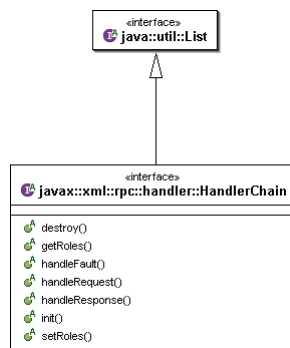 «interface»
java::util::List
«interface»
javax::xml::rpc::handler::HandlerChain
destroy()
getRoles()
handleFault()
handleRequest()
handleResponse()
init()
setRoles()